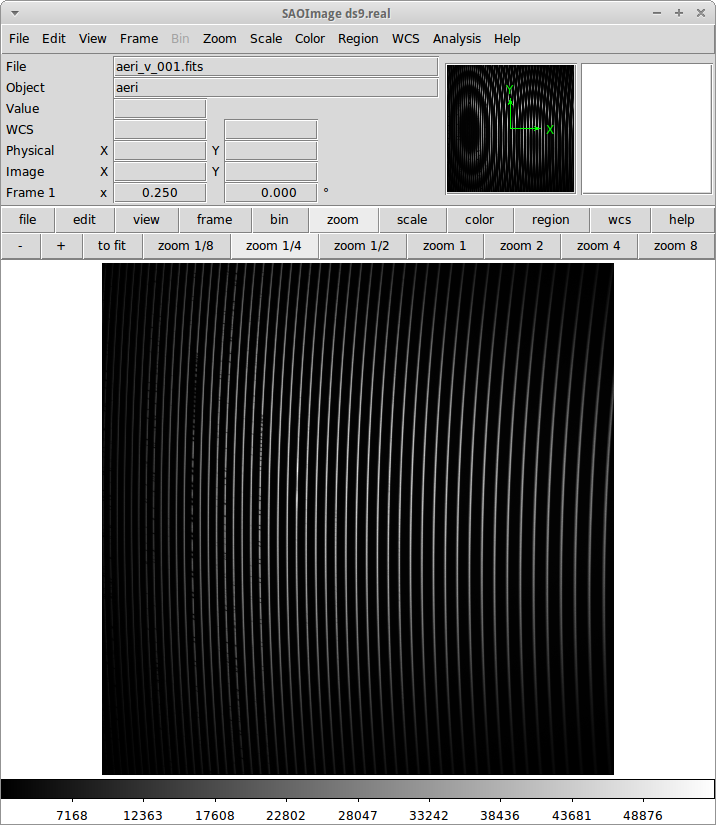 SAOImage ds9.real
File Edit View Frame Bin Zoom Scale Color Region WCS Analysis Help
File aeri_v_001.fits
Object aeri
Value
WCS
Physical X Y
Image X Y
Frame 1 x 0.250 0.000 °
Y
X
file edit view frame bin zoom scale color region wcs help
- + to fit zoom 1/8 zoom 1/4 zoom 1/2 zoom 1 zoom 2 zoom 4 zoom 8
7168 12363 17608 22802 28047 33242 38436 43681 48876